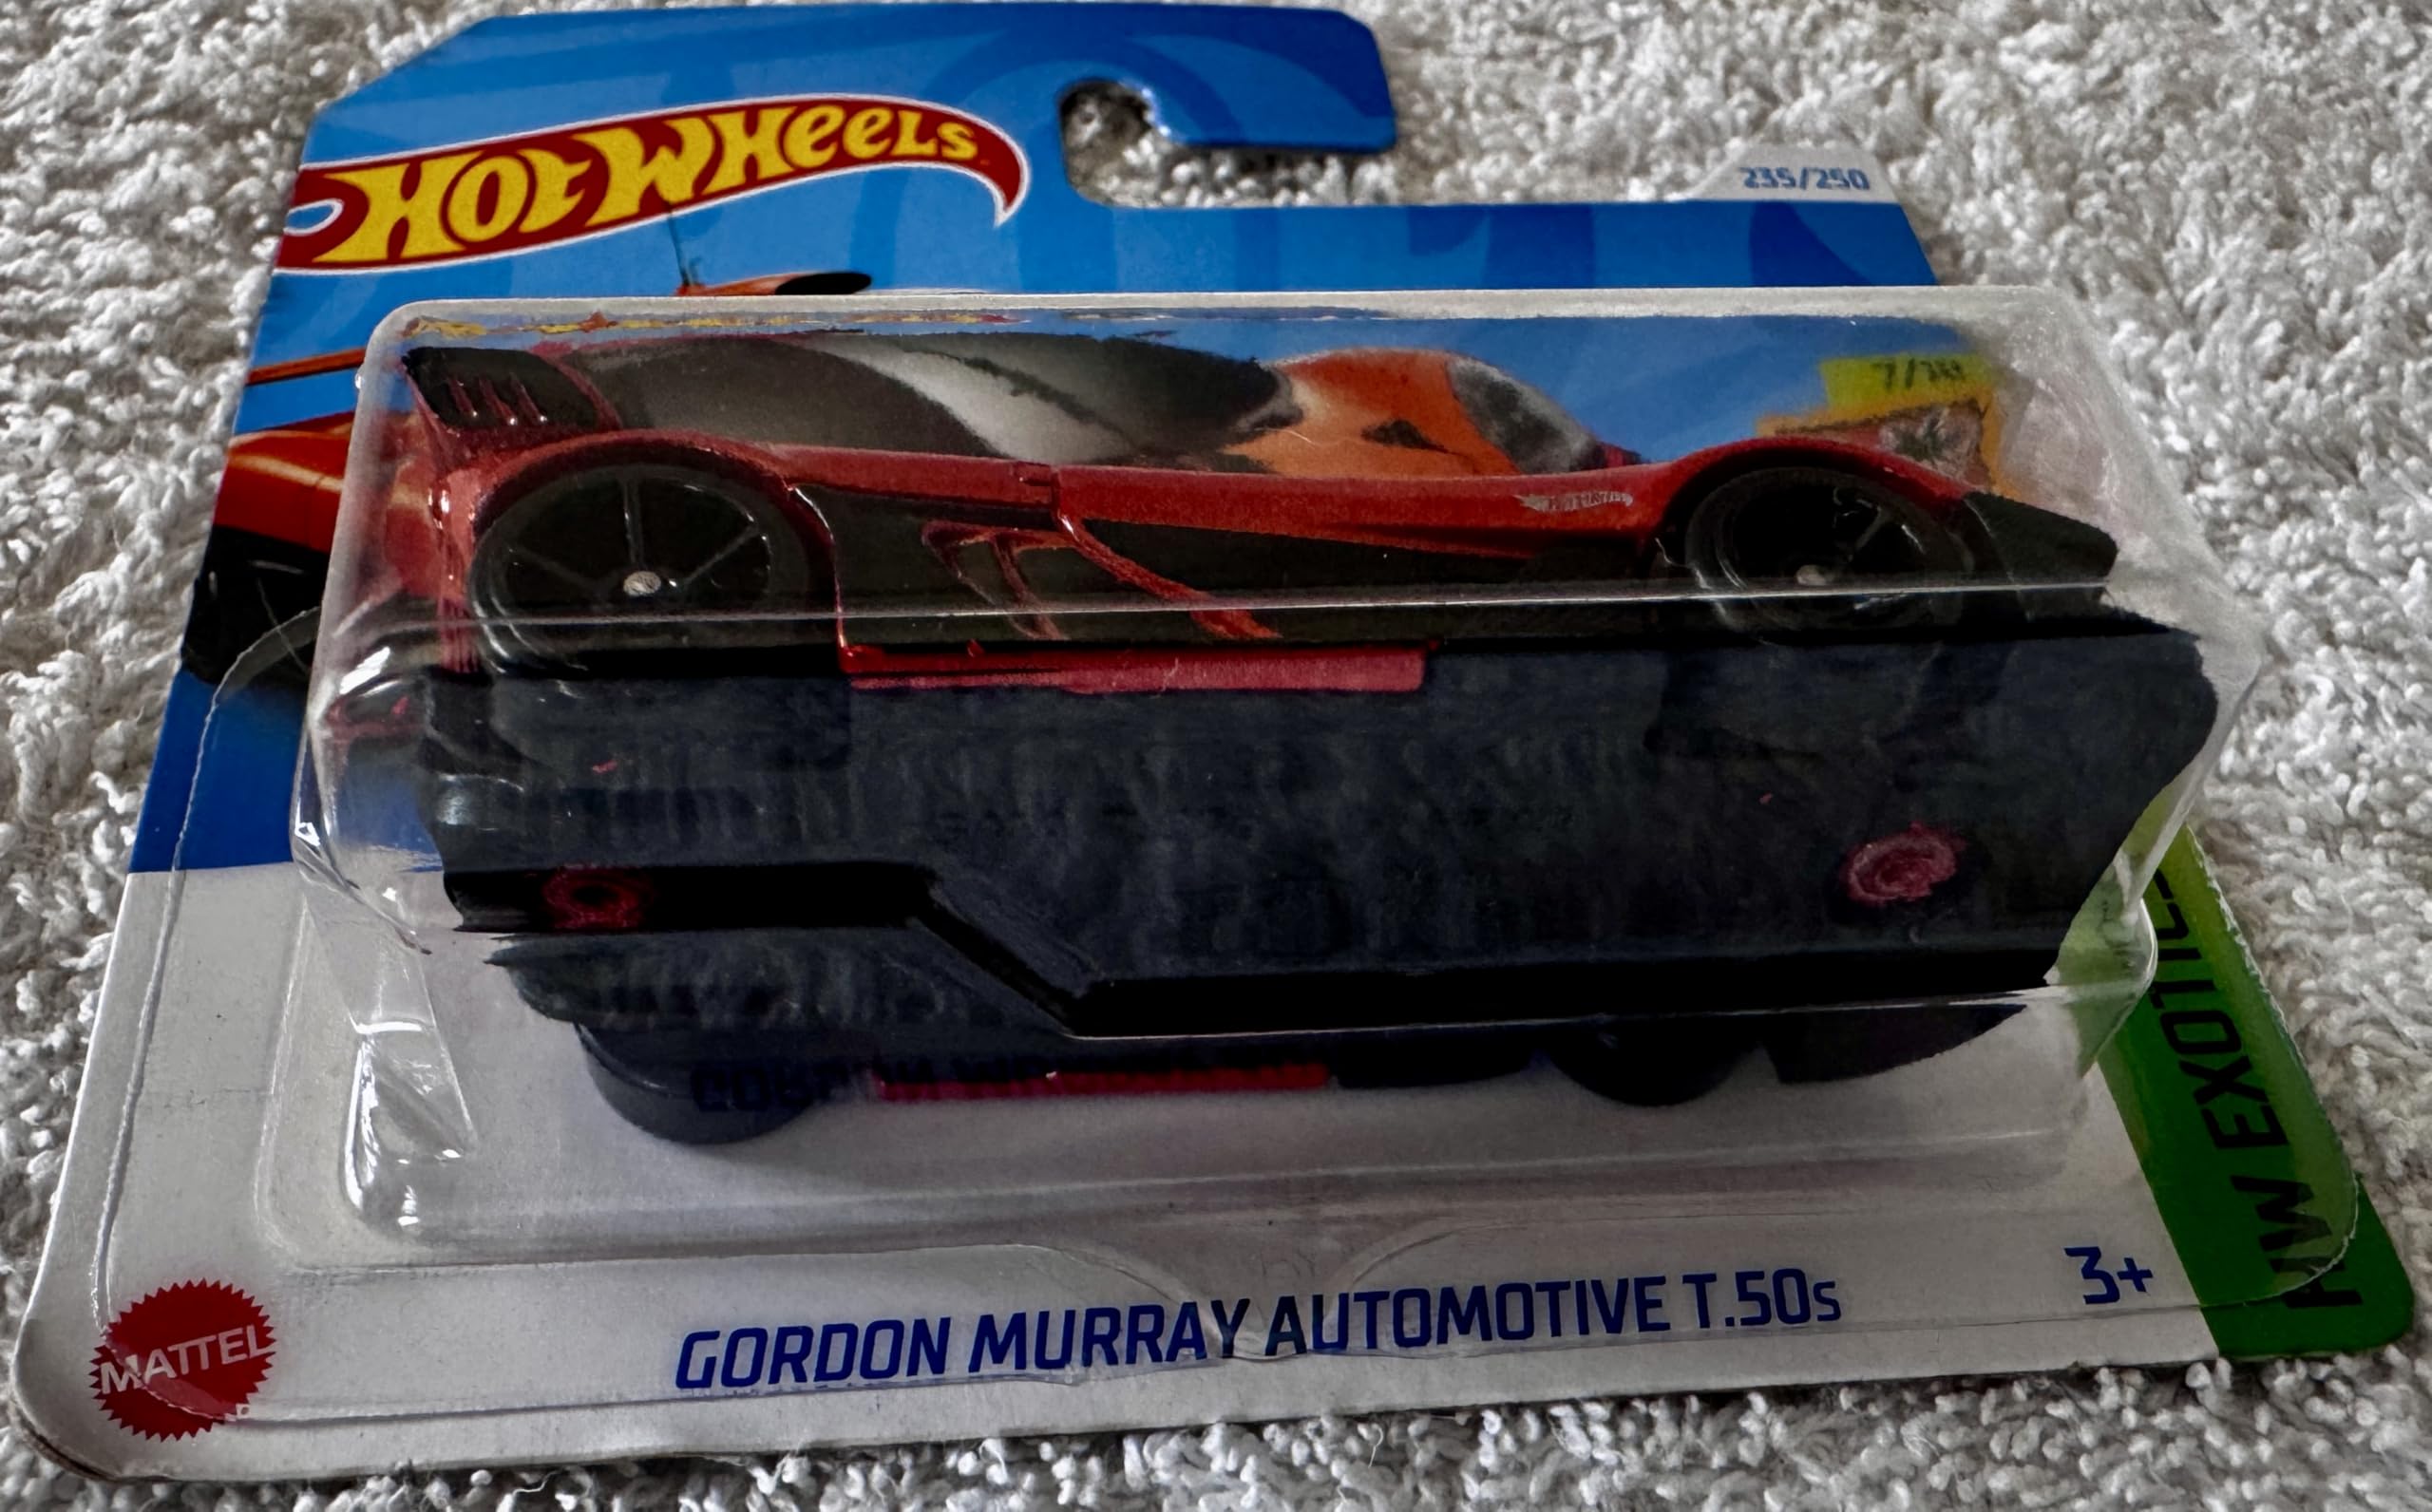 HOT WHEELS
235/250
7/10
HW EXOTICS
MATTEL
GORDON MURRAY AUTOMOTIVE T.50s
3+